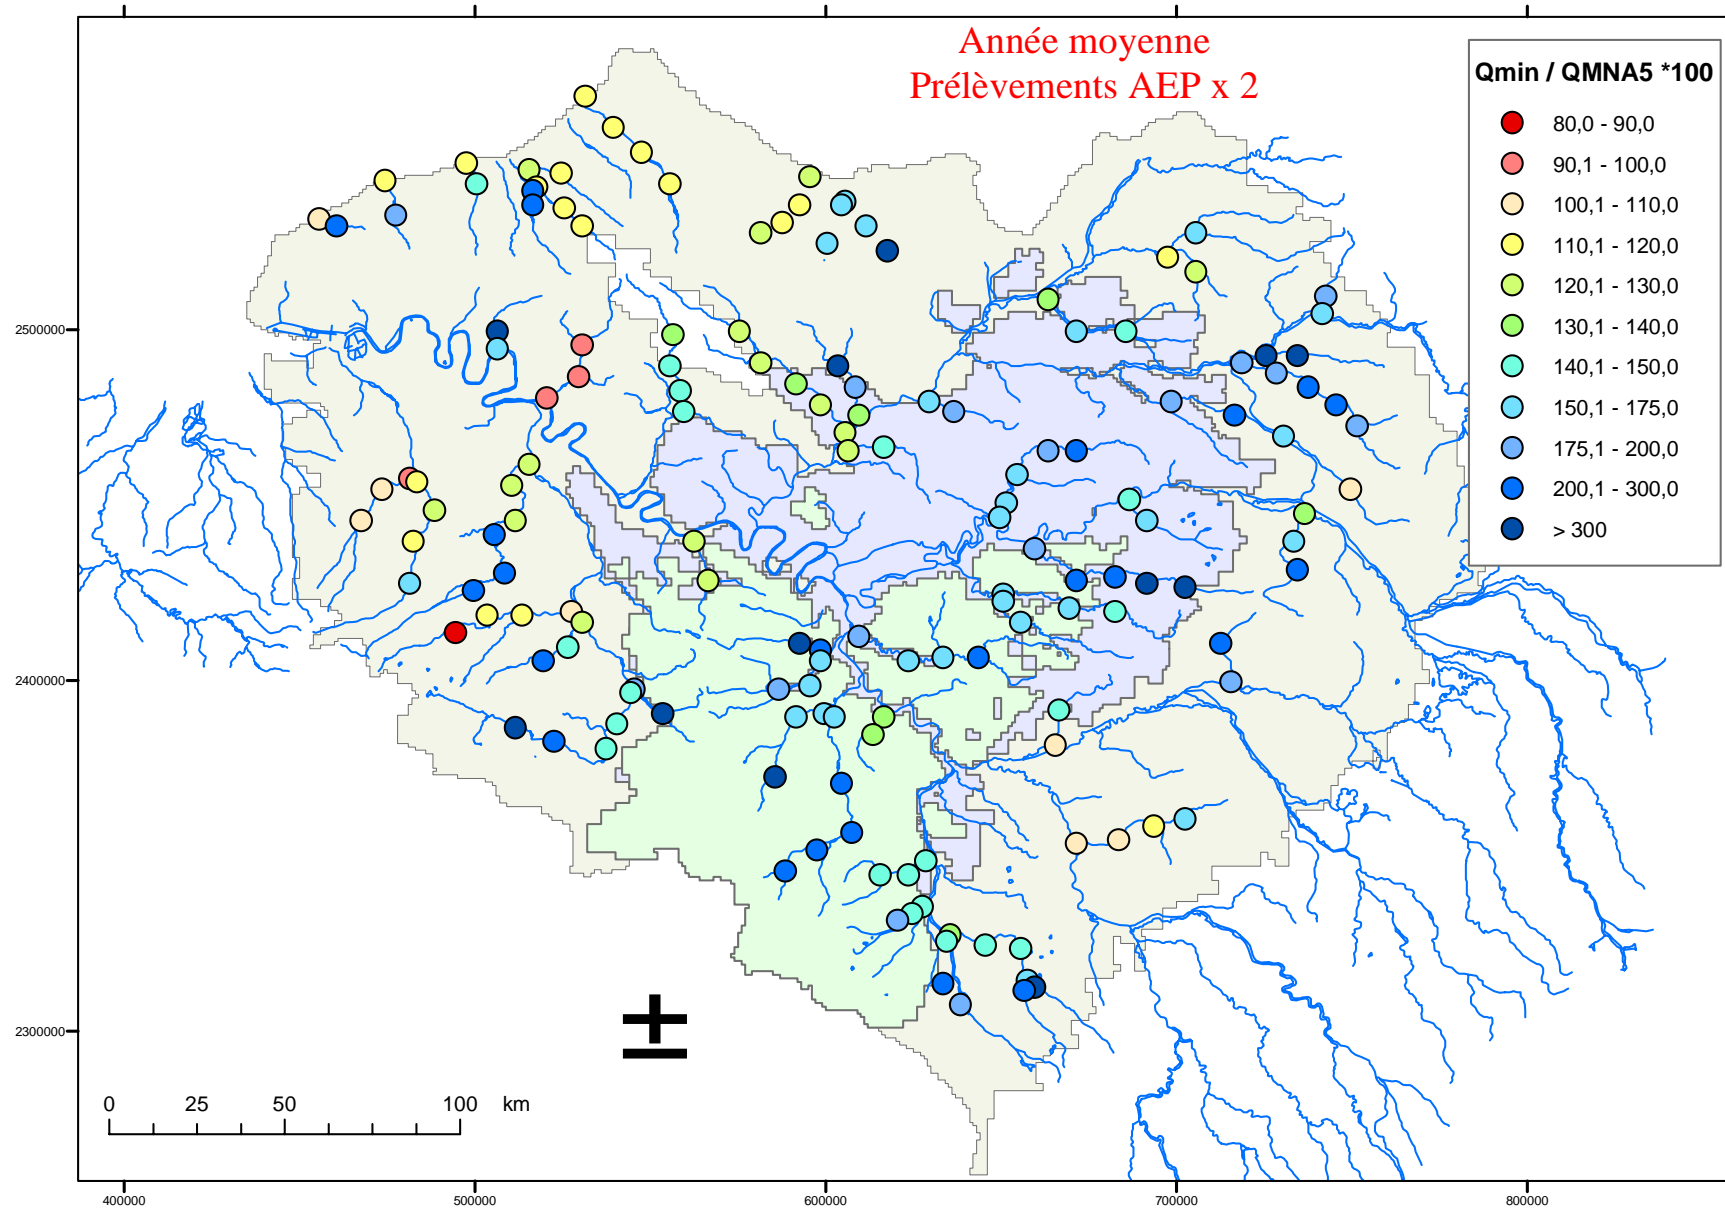 Année moyenne
Prélèvements AEP x 2
Qmin / QMNA5 *100
80,0 - 90,0
90,1 - 100,0
100,1 - 110,0
110,1 - 120,0
120,1 - 130,0
130,1 - 140,0
140,1 - 150,0
150,1 - 175,0
175,1 - 200,0
200,1 - 300,0
> 300
2500000
2400000
2300000
0 25 50 100 km
400000 500000 600000 700000 800000